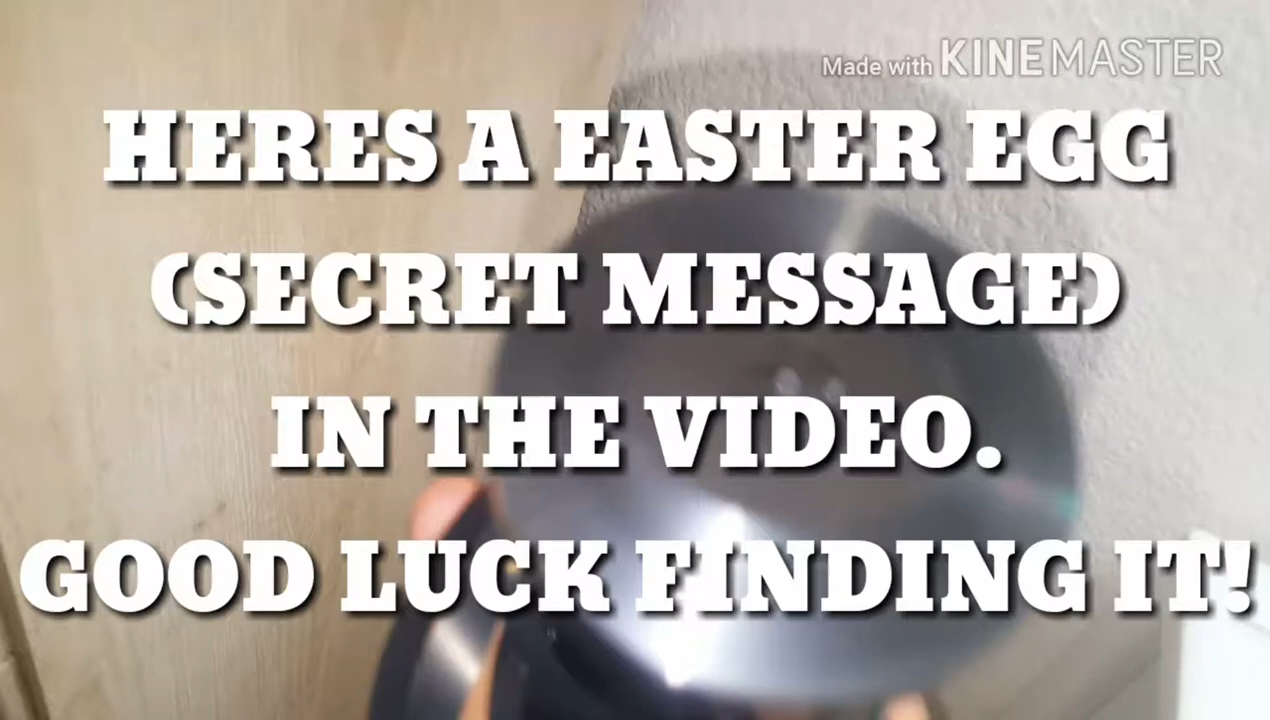 Made with KINEMASTER
HERES A EASTER EGG
(SECRET MESSAGE)
IN THE VIDEO.
GOOD LUCK FINDING IT!